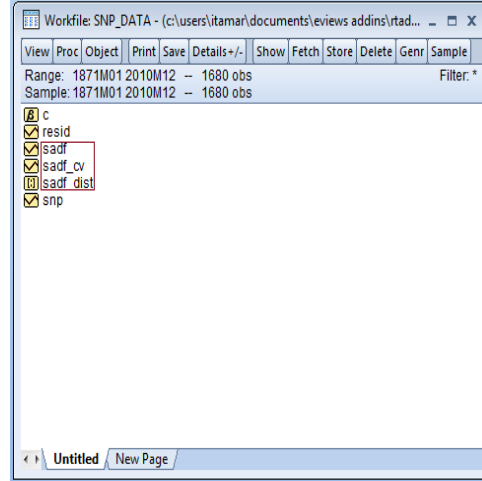 Workfile: SNP_DATA - (c:\users\itamar\documents\eviews addins\rtad...
View Proc Object Print Save Details+/- Show Fetch Store Delete Genr Sample
Range: 1871M01 2010M12 -- 1680 obs Filter: *
Sample: 1871M01 2010M12 -- 1680 obs
β c
resid
sadf
sadf_cv
sadf_dist
snp
Untitled New Page